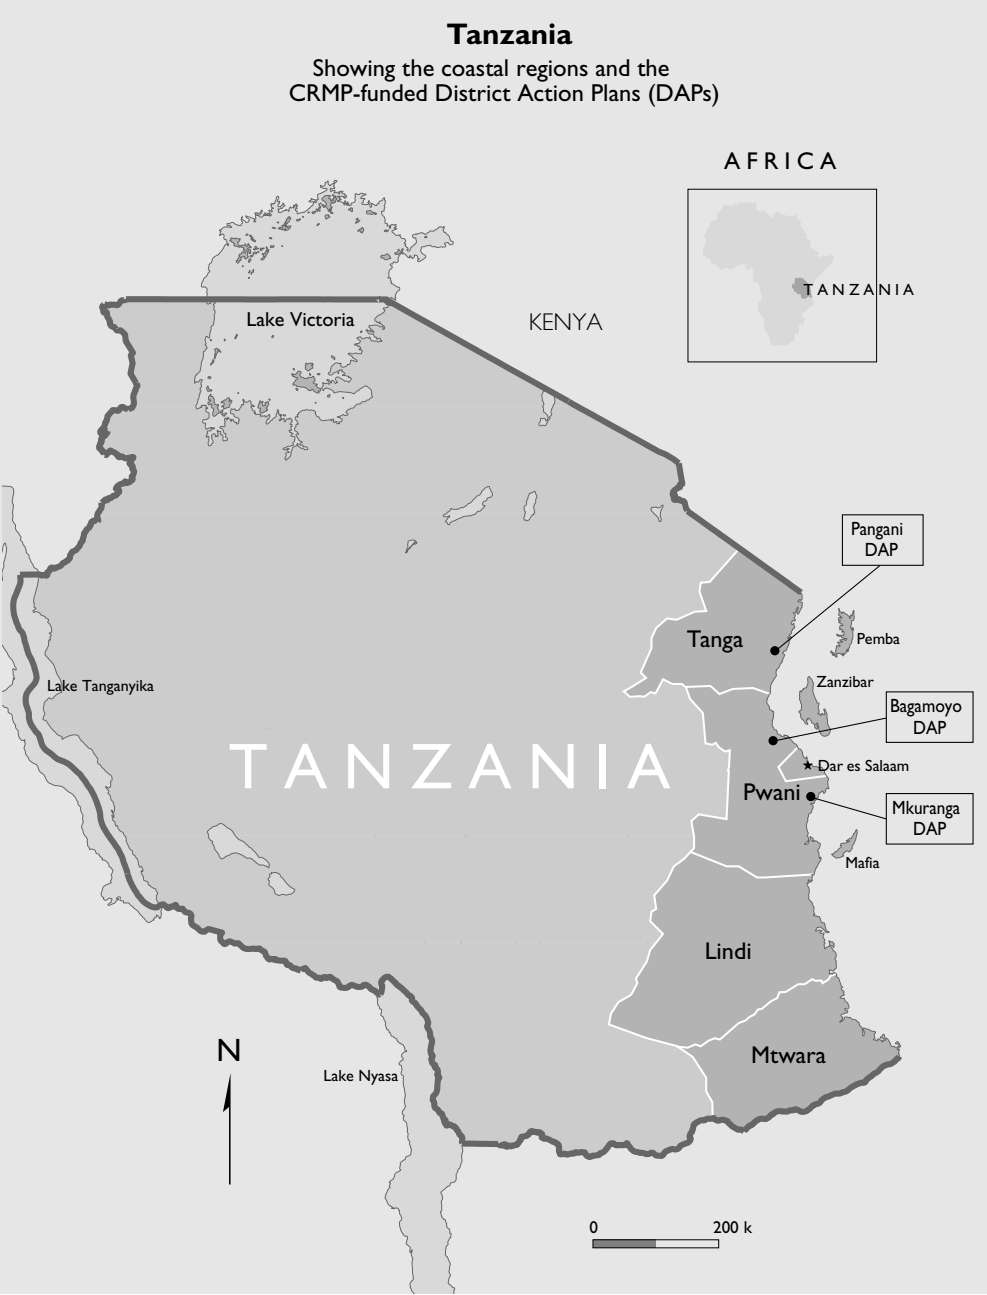 Tanzania
Showing the coastal regions and the
CRMP-funded District Action Plans (DAPs)
AFRICA
TANZANIA
Lake Victoria
KENYA
Pangani
DAP
Tanga
Pemba
Zanzibar
Lake Tanganyika
Bagamoyo
DAP
TANZANIA
Dar es Salaam
Pwani
Mkuranga
DAP
Mafia
Lindi
N
Mtwara
Lake Nyasa
0 200 k